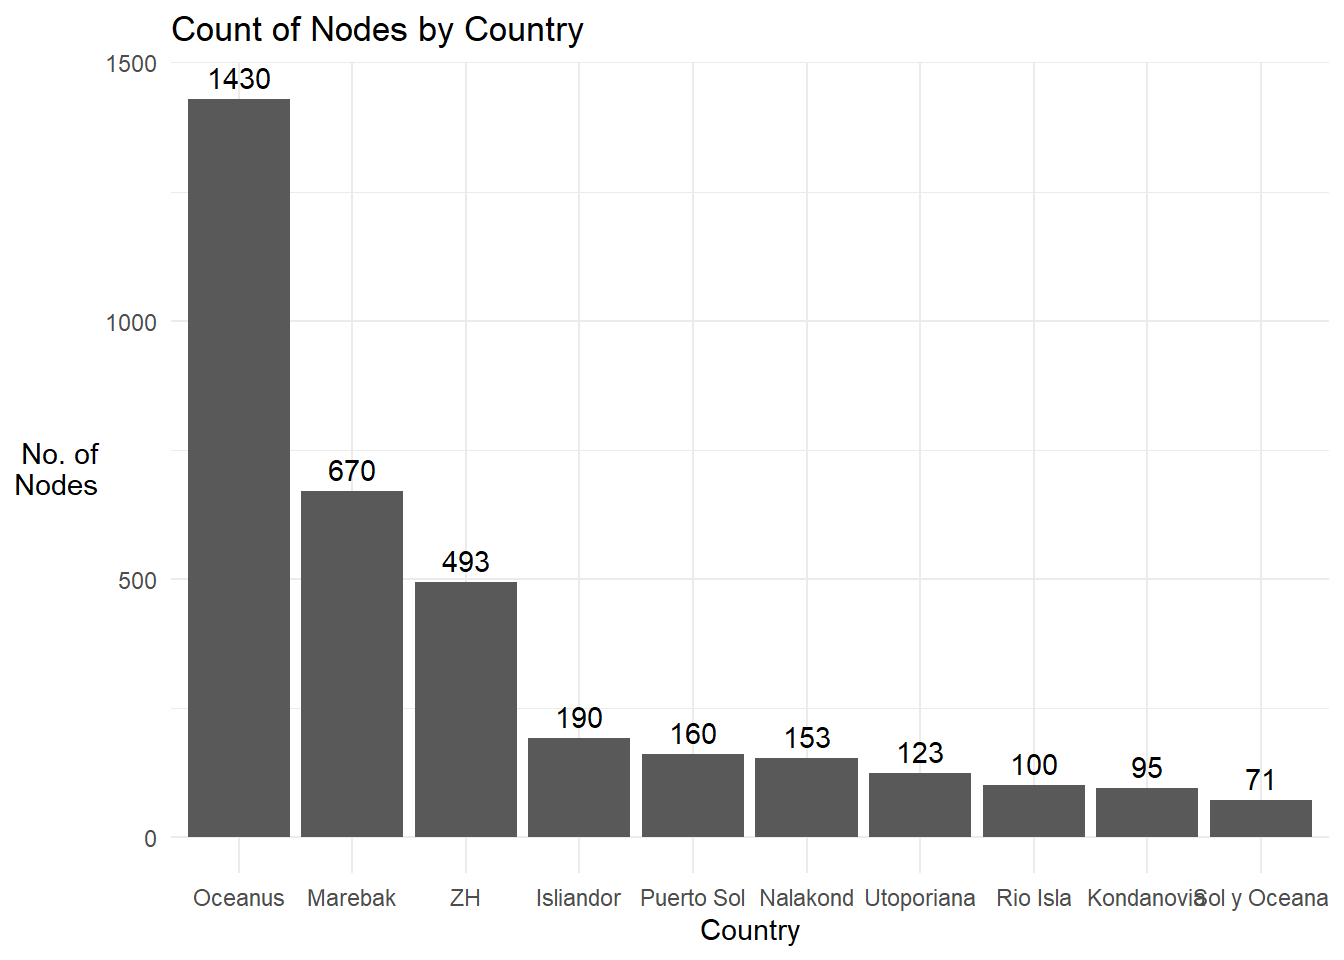 Count of Nodes by Country
1500
1000
500
0
No. of
Nodes
1430
670
493
190
160
153
123
100
95
71
Oceanus Marebak ZH Isliandor Puerto Sol Nalakond Utoporiana Rio Isla Kondanovia Sol y Oceana
Country